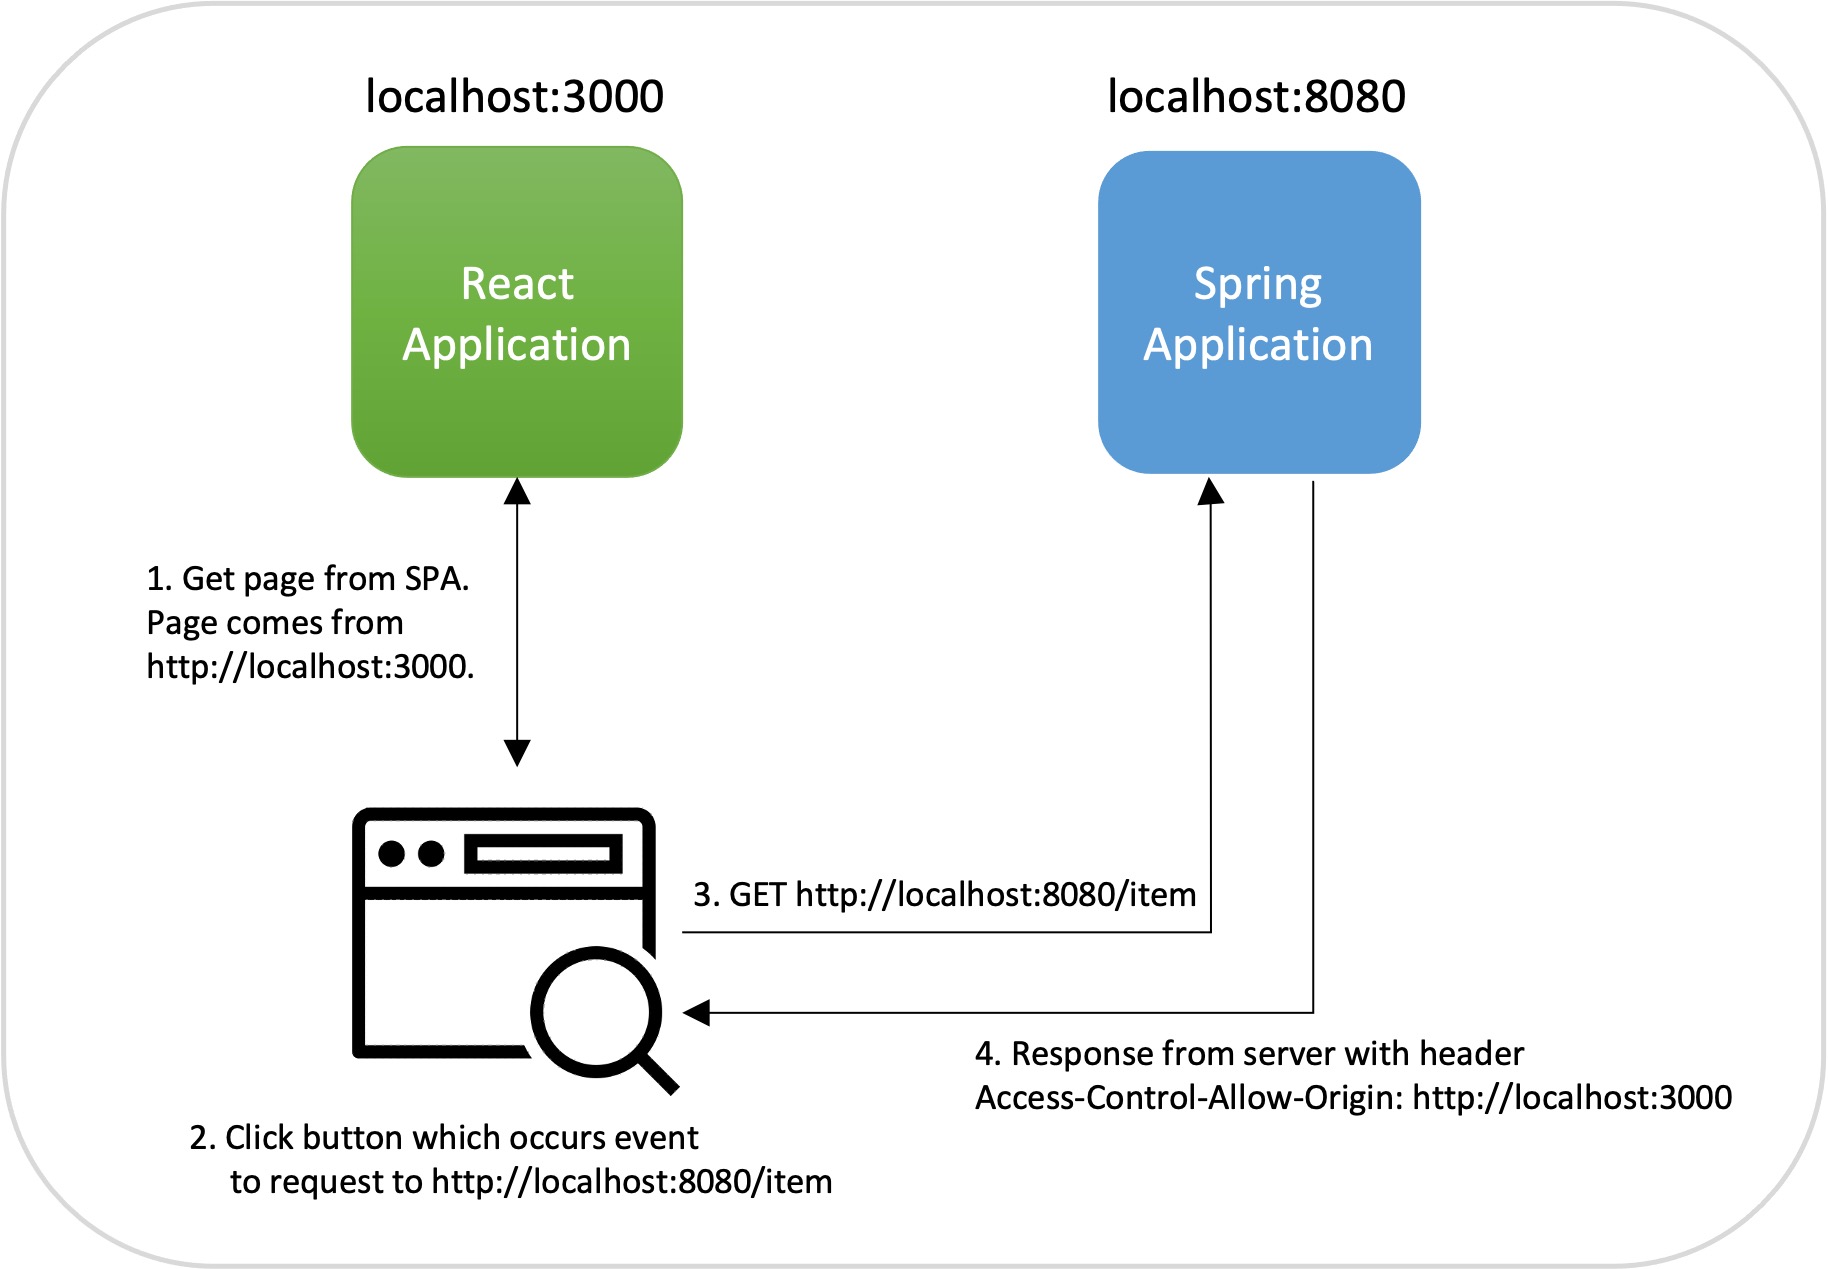 localhost:3000
localhost:8080
React
Application
Spring
Application
1. Get page from SPA.
Page comes from
http://localhost:3000.
3. GET http://localhost:8080/item
4. Response from server with header
Access-Control-Allow-Origin: http://localhost:3000
2. Click button which occurs event
to request to http://localhost:8080/item